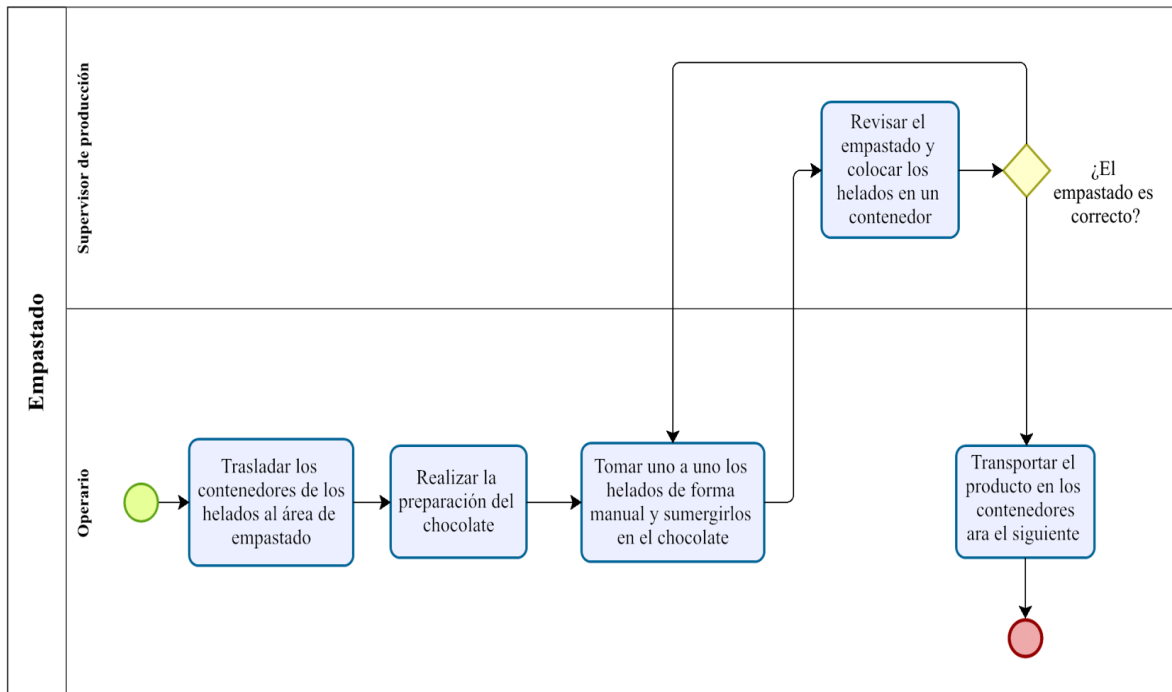 Empastado
Supervisor de producción
Revisar el
empastado y
colocar los
helados en un
contenedor
¿El
empastado es
correcto?
Operario
Trasladar los
contenedores de los
helados al área de
empastado
Realizar la
preparación del
chocolate
Tomar uno a uno los
helados de forma
manual y sumergirlos
en el chocolate
Transportar el
producto en los
contenedores
ara el siguiente